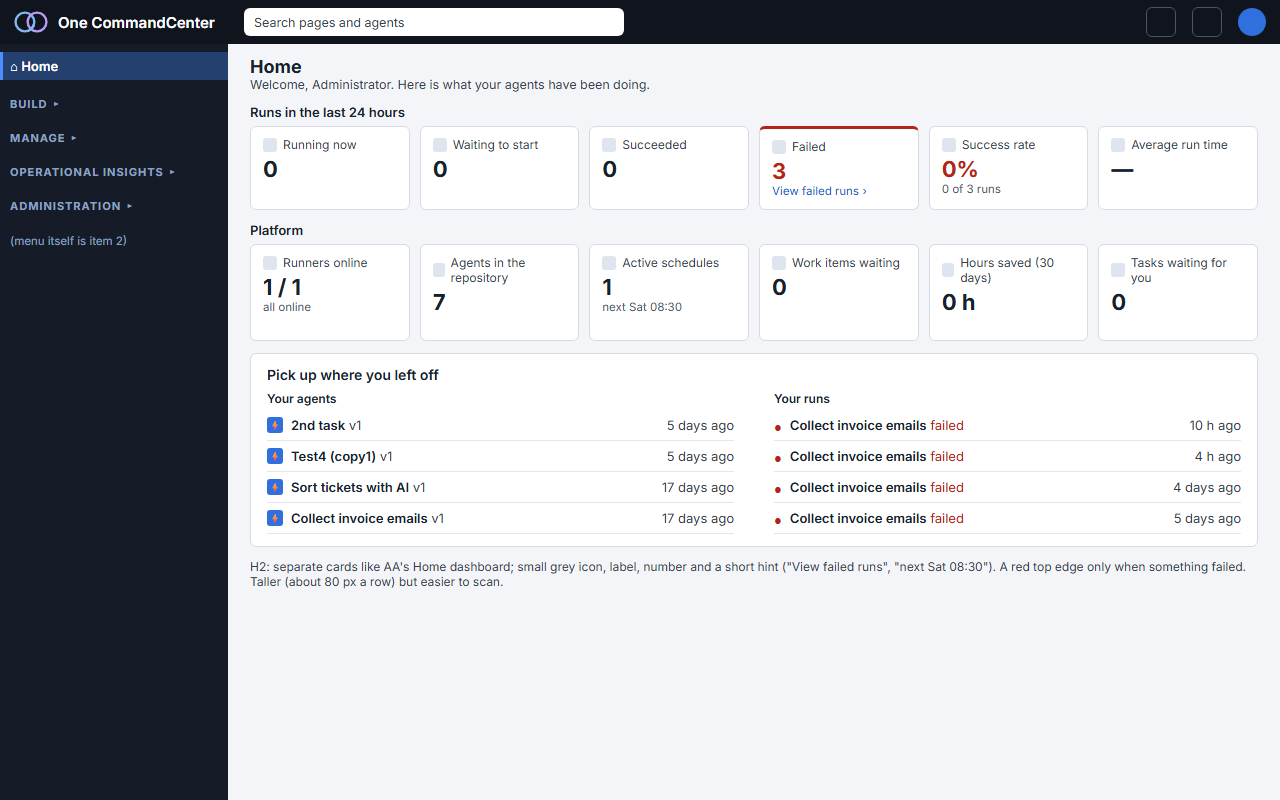 One CommandCenter
Search pages and agents
⌂ Home
BUILD ▸
MANAGE ▸
OPERATIONAL INSIGHTS ▸
ADMINISTRATION ▸
(menu itself is item 2)
Home
Welcome, Administrator. Here is what your agents have been doing.
Runs in the last 24 hours
Running now
0
Waiting to start
0
Succeeded
0
Failed
3
View failed runs ›
Success rate
0%
0 of 3 runs
Average run time
—
Platform
Runners online
1 / 1
all online
Agents in the
repository
7
Active schedules
1
next Sat 08:30
Work items waiting
0
Hours saved (30
days)
0 h
Tasks waiting for
you
0
Pick up where you left off
Your agents
2nd task v1 5 days ago
Test4 (copy1) v1 5 days ago
Sort tickets with AI v1 17 days ago
Collect invoice emails v1 17 days ago
Your runs
Collect invoice emails failed 10 h ago
Collect invoice emails failed 4 h ago
Collect invoice emails failed 4 days ago
Collect invoice emails failed 5 days ago
H2: separate cards like AA's Home dashboard; small grey icon, label, number and a short hint ("View failed runs", "next Sat 08:30"). A red top edge only when something failed.
Taller (about 80 px a row) but easier to scan.